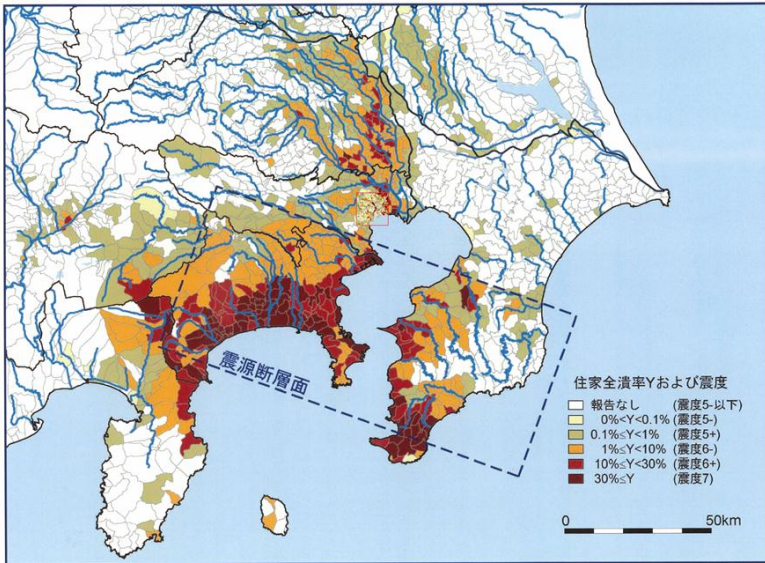 震源断層面
住家全潰率Yおよび震度
報告なし (震度5-以下)
0%<Y<0.1% (震度5-)
0.1%≤Y<1% (震度5+)
1%≤Y<10% (震度6-)
10%≤Y<30% (震度6+)
30%≤Y (震度7)
0 50km